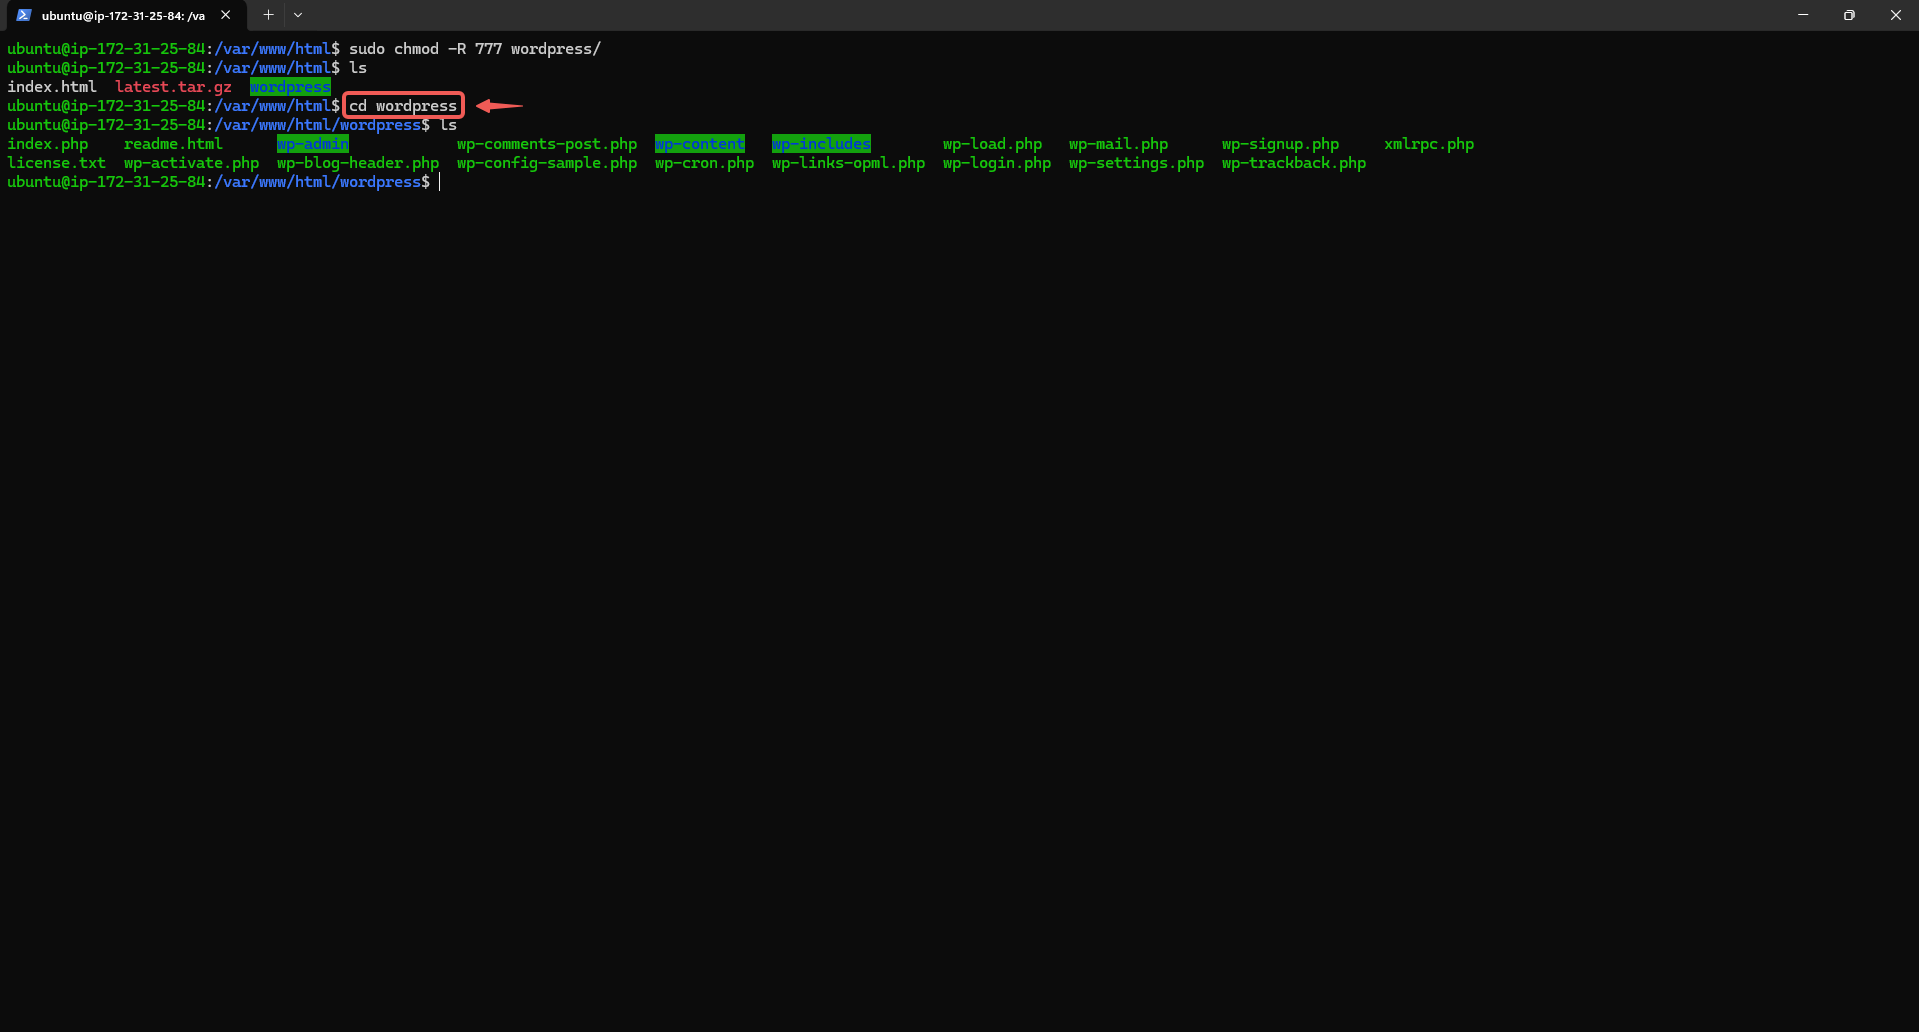 ubuntu@ip-172-31-25-84: /va
ubuntu@ip-172-31-25-84:/var/www/html$ sudo chmod -R 777 wordpress/
ubuntu@ip-172-31-25-84:/var/www/html$ ls
index.html  latest.tar.gz  wordpress
ubuntu@ip-172-31-25-84:/var/www/html$ cd wordpress
ubuntu@ip-172-31-25-84:/var/www/html/wordpress$ ls
index.php    readme.html      wp-admin            wp-comments-post.php  wp-content   wp-includes        wp-load.php   wp-mail.php      wp-signup.php     xmlrpc.php
license.txt  wp-activate.php  wp-blog-header.php  wp-config-sample.php  wp-cron.php  wp-links-opml.php  wp-login.php  wp-settings.php  wp-trackback.php
ubuntu@ip-172-31-25-84:/var/www/html/wordpress$